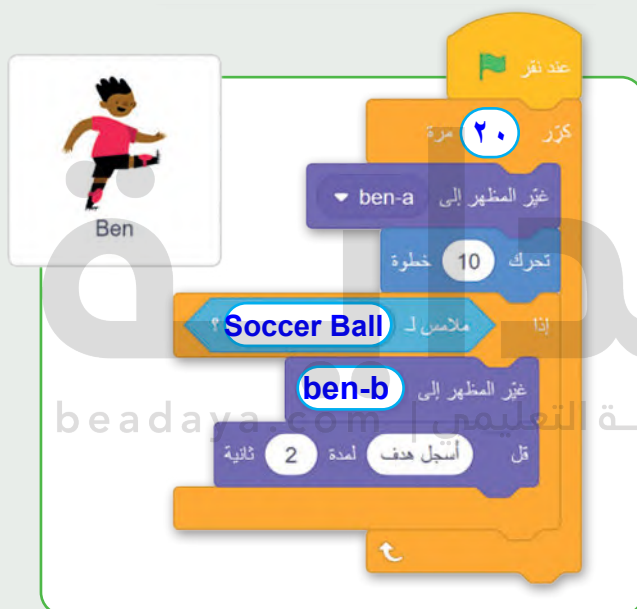 عند نقر
Ben
كرّر ٢٠ مرة
غيّر المظهر إلى ben-a
تحرك 10 خطوة
إذا ملامس لـ Soccer Ball ؟
غيّر المظهر إلى ben-b
beadaya.com | ـة التعليمي
قل أسجل هدف لمدة 2 ثانية